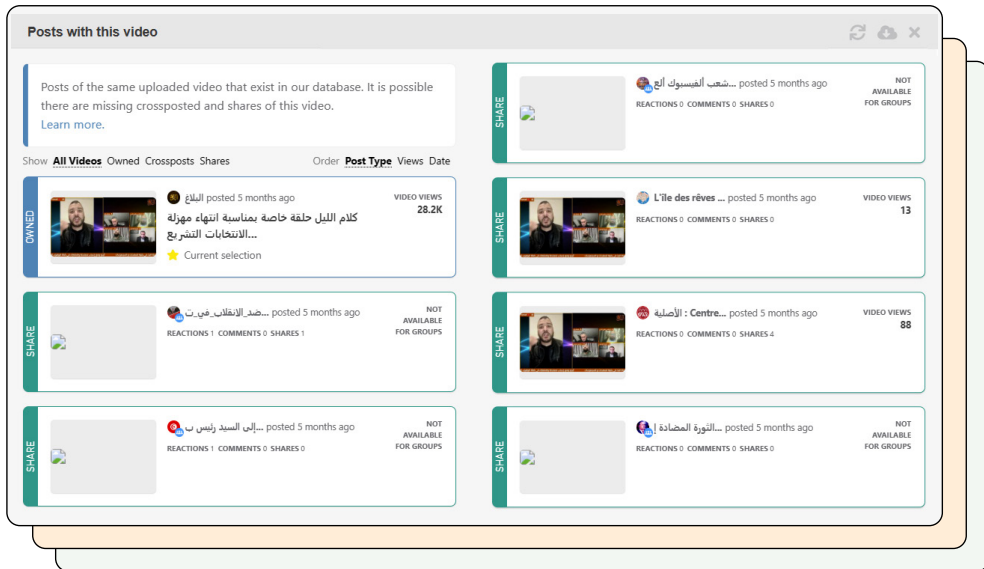 Posts with this video
Posts of the same uploaded video that exist in our database. It is possible
there are missing crossposted and shares of this video.
Learn more.
Show All Videos Owned Crossposts Shares
Order Post Type Views Date
OWNED
البلاغ posted 5 months ago
VIDEO VIEWS
28.2K
كلام الليل حلقة خاصة بمناسبة انتهاء مهزلة
الانتخابات التشريع...
Current selection
SHARE
ضد_الانقلاب_في_ت... posted 5 months ago
REACTIONS 1 COMMENTS 0 SHARES 1
NOT
AVAILABLE
FOR GROUPS
SHARE
إلى السيد رئيس ب... posted 5 months ago
REACTIONS 1 COMMENTS 0 SHARES 0
NOT
AVAILABLE
FOR GROUPS
SHARE
شعب ألفيسبوك ألع... posted 5 months ago
REACTIONS 0 COMMENTS 0 SHARES 0
NOT
AVAILABLE
FOR GROUPS
SHARE
L'île des rêves ... posted 5 months ago
REACTIONS 0 COMMENTS 0 SHARES 0
VIDEO VIEWS
13
SHARE
الأصلية : Centre... posted 5 months ago
REACTIONS 0 COMMENTS 0 SHARES 4
VIDEO VIEWS
88
SHARE
الثورة المضادة إ... posted 5 months ago
REACTIONS 0 COMMENTS 0 SHARES 0
NOT
AVAILABLE
FOR GROUPS